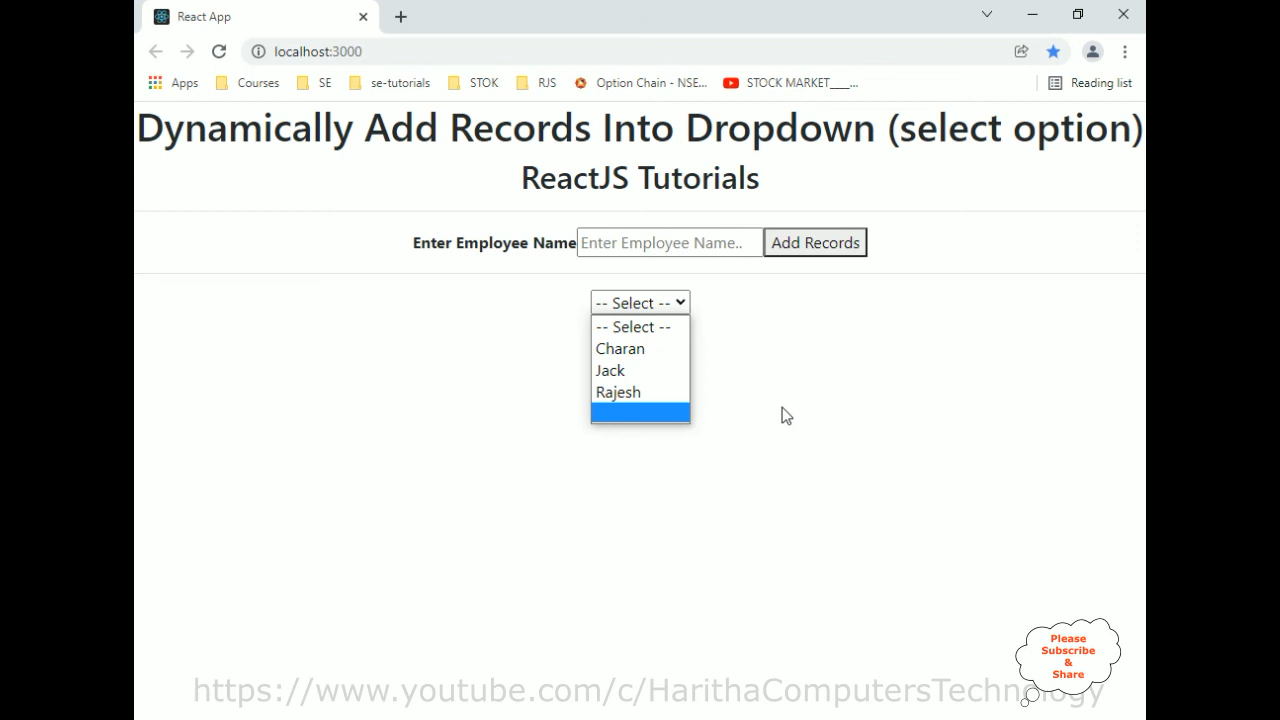 React App
localhost:3000
Apps Courses SE se-tutorials STOK RJS Option Chain - NSE... STOCK MARKET____... Reading list
Dynamically Add Records Into Dropdown (select option)
ReactJS Tutorials
Enter Employee Name Enter Employee Name.. Add Records
-- Select --
-- Select --
Charan
Jack
Rajesh
Please
Subscribe
&
Share
https://www.youtube.com/c/HarithaComputersTechnology